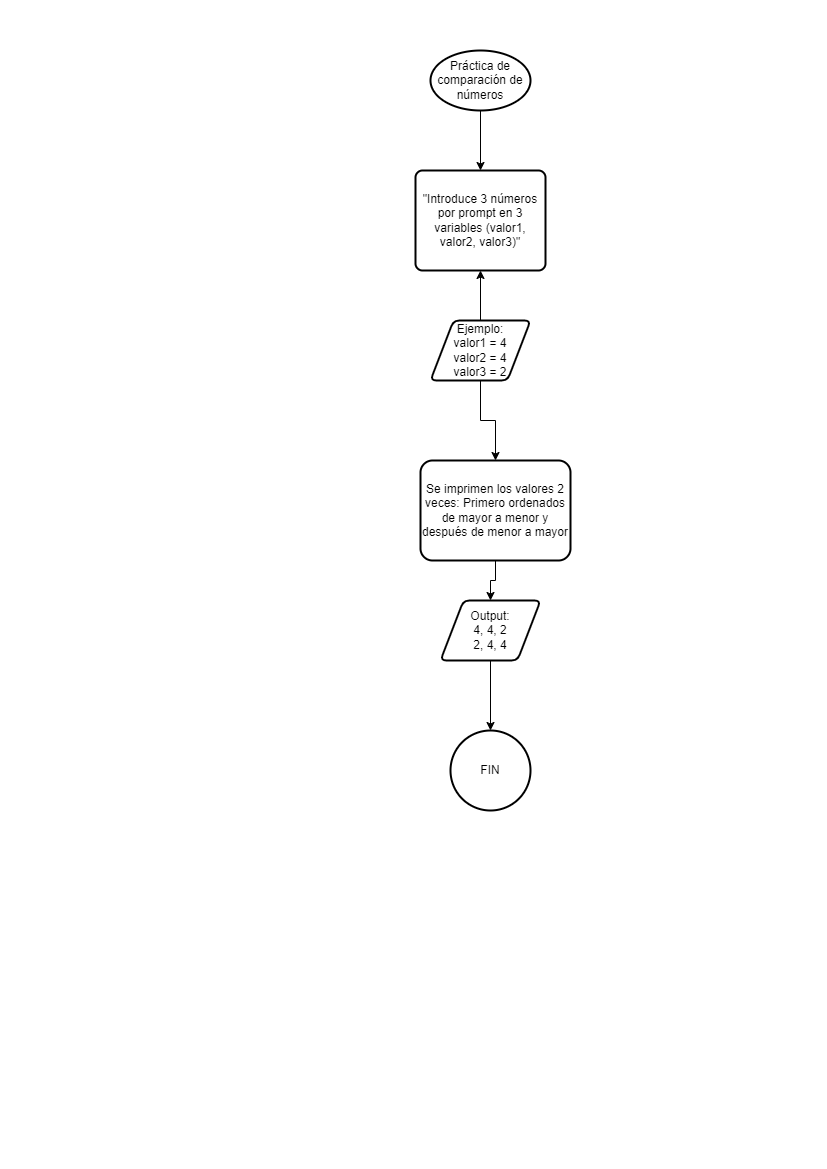 Práctica de
comparación de
números
"Introduce 3 números
por prompt en 3
variables (valor1,
valor2, valor3)"
Ejemplo:
valor1 = 4
valor2 = 4
valor3 = 2
Se imprimen los valores 2
veces: Primero ordenados
de mayor a menor y
después de menor a mayor
Output:
4, 4, 2
2, 4, 4
FIN